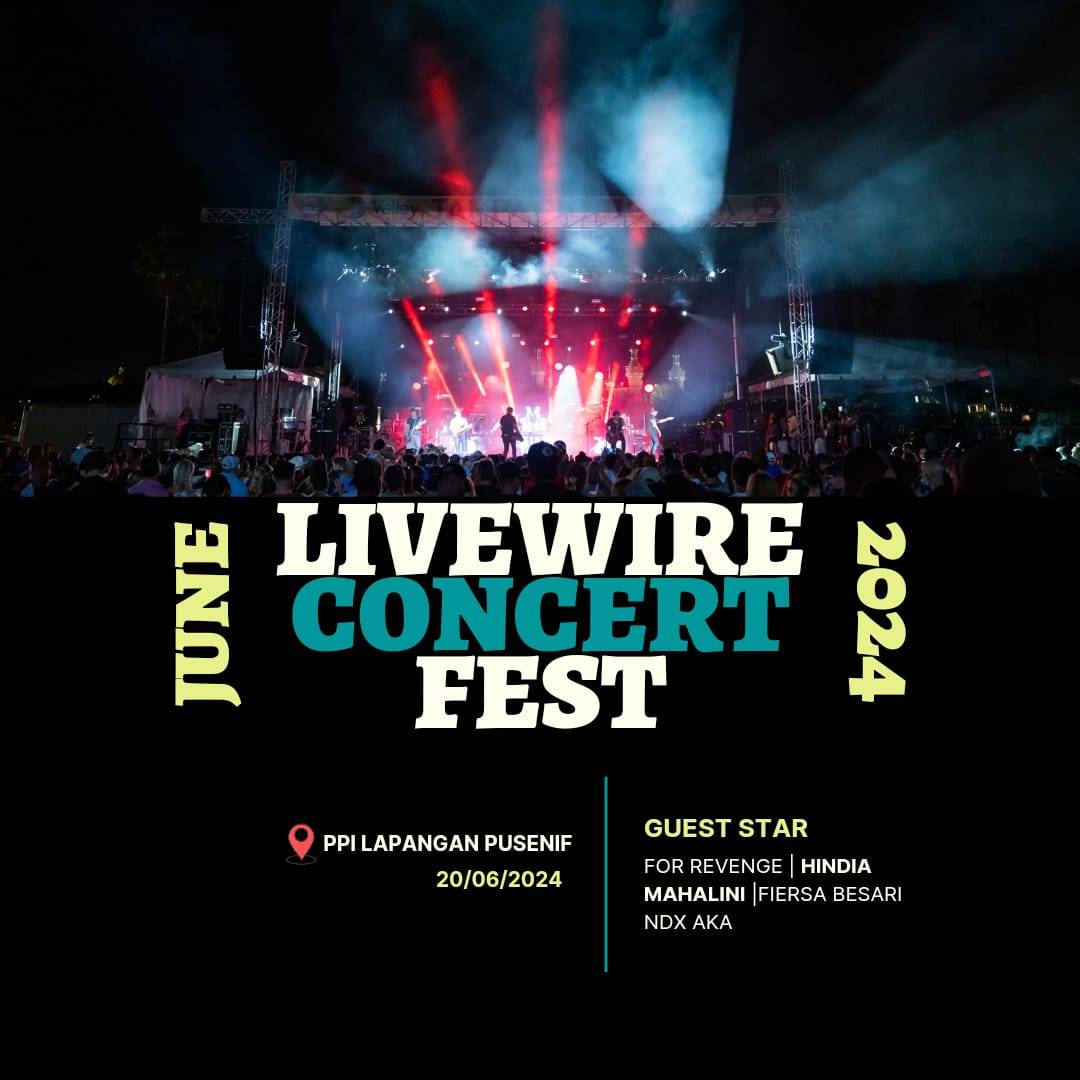 Valley
JUNE
LIVEWIRE
CONCERT
FEST
2024
PPI LAPANGAN PUSENIF
20/06/2024
GUEST STAR
FOR REVENGE | HINDIA
MAHALINI |FIERSA BESARI
NDX AKA